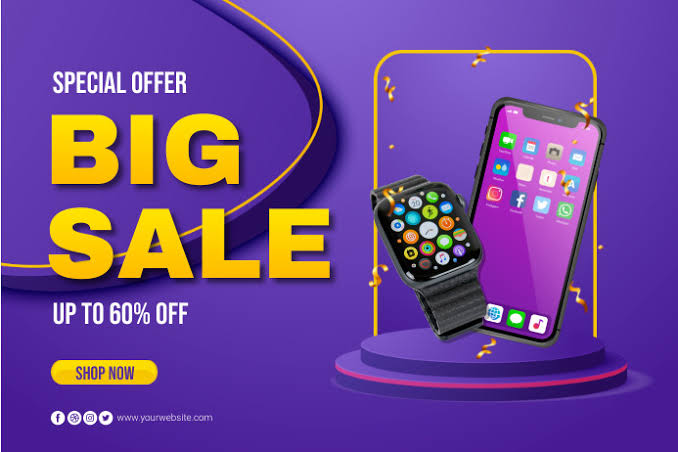 SPECIAL OFFER
BIG
SALE
UP TO 60% OFF
SHOP NOW
www.yourwebsite.com